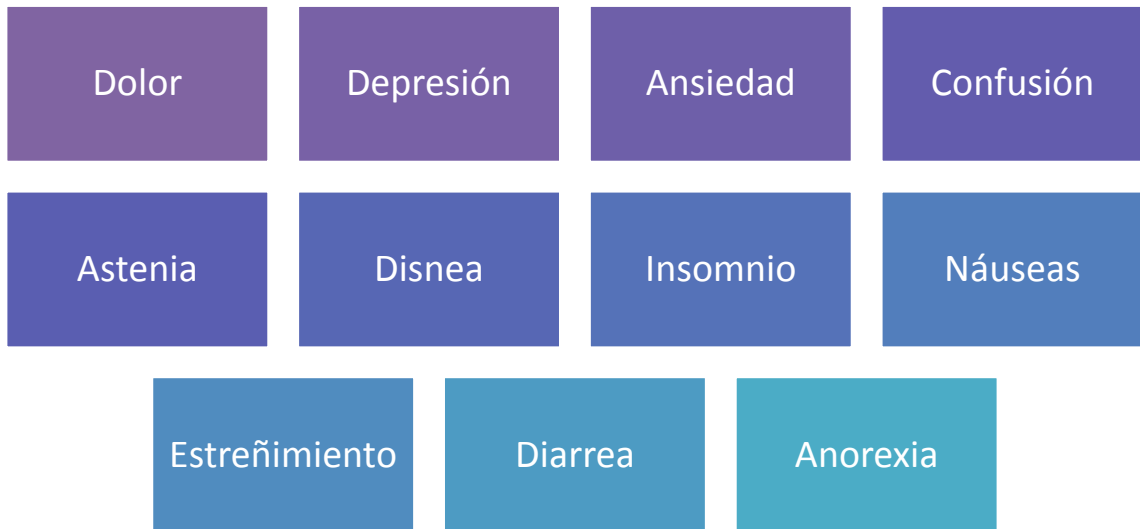 Dolor
Depresión
Ansiedad
Confusión
Astenia
Disnea
Insomnio
Náuseas
Estreñimiento
Diarrea
Anorexia